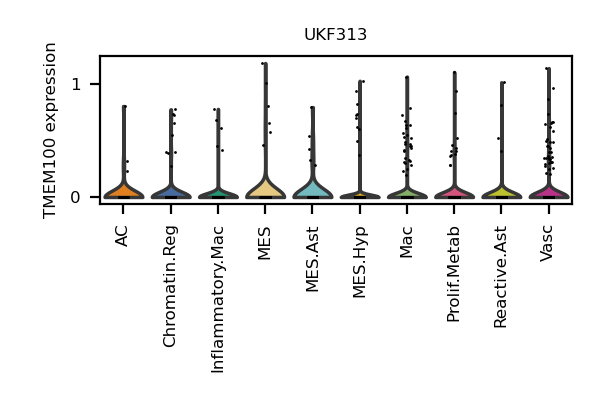 UKF313
TMEM100 expression
1
0
AC
Chromatin.Reg
Inflammatory.Mac
MES
MES.Ast
MES.Hyp
Mac
Prolif.Metab
Reactive.Ast
Vasc